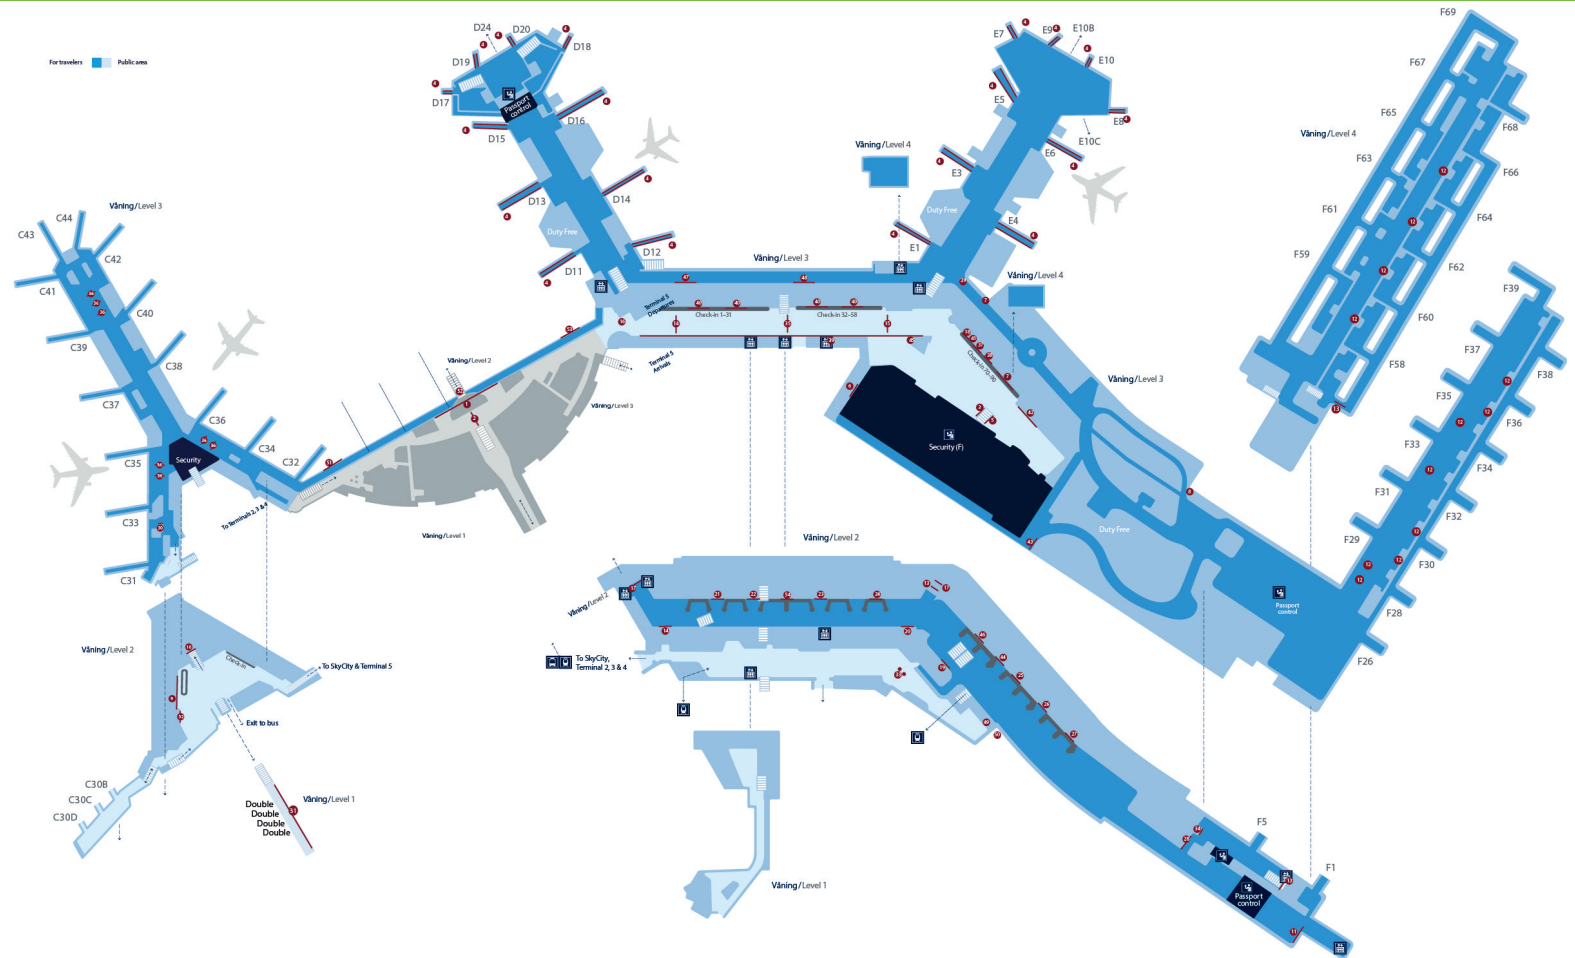 For travelers
Public area
Våning/Level 3
C44
C43
C42
C41
C40
C39
C38
C37
C36
C35
C34
C32
Security
C33
C31
To Terminals 2, 3 & 4
Våning/Level 2
Check-in
To SkyCity & Terminal 5
Exit to bus
C30B
C30C
C30D
Våning/Level 1
Double
Double
Double
Double
D24
D20
D18
D19
D17
Passport
control
D16
D15
D14
D13
Duty Free
D12
D11
Våning/Level 3
Terminal 5
Departures
Check-in 1–31
Check-in 32–58
Terminal 5
Arrivals
Våning/Level 2
Våning/Level 3
Våning/Level 1
E7
E9
E10B
E10
E5
E8
E10C
E6
E3
Våning/Level 4
Duty Free
E4
E1
Våning/Level 4
Check-in 70–90
Våning/Level 3
Security (F)
Duty Free
Passport
control
F69
F67
F65
F68
Våning/Level 4
F63
F66
F61
F64
F59
F62
F60
F58
F39
F37
F38
F35
F36
F33
F34
F31
F32
F29
F30
F28
F26
Våning/Level 2
Våning/Level 2
To SkyCity,
Terminal 2, 3 & 4
Våning/Level 1
F5
F1
Passport
control